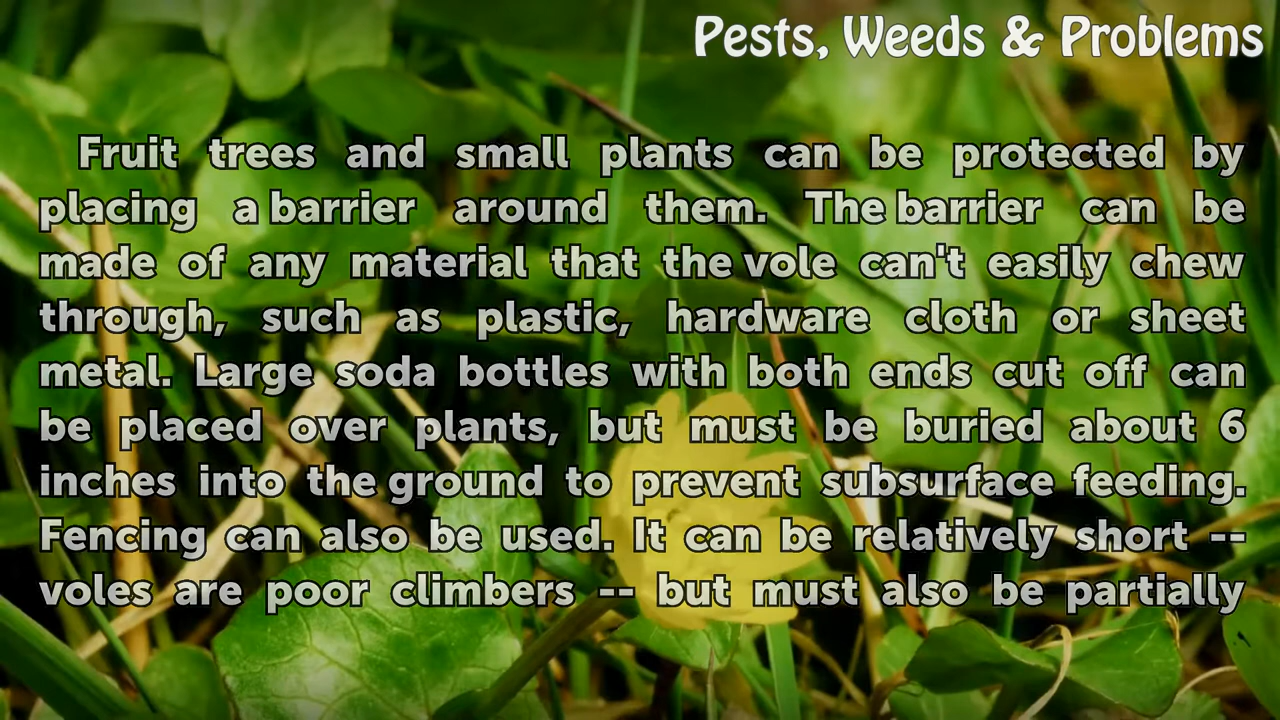 Pests, Weeds & Problems
Fruit trees and small plants can be protected by
placing a barrier around them. The barrier can be
made of any material that the vole can't easily chew
through, such as plastic, hardware cloth or sheet
metal. Large soda bottles with both ends cut off can
be placed over plants, but must be buried about 6
inches into the ground to prevent subsurface feeding.
Fencing can also be used. It can be relatively short --
voles are poor climbers -- but must also be partially